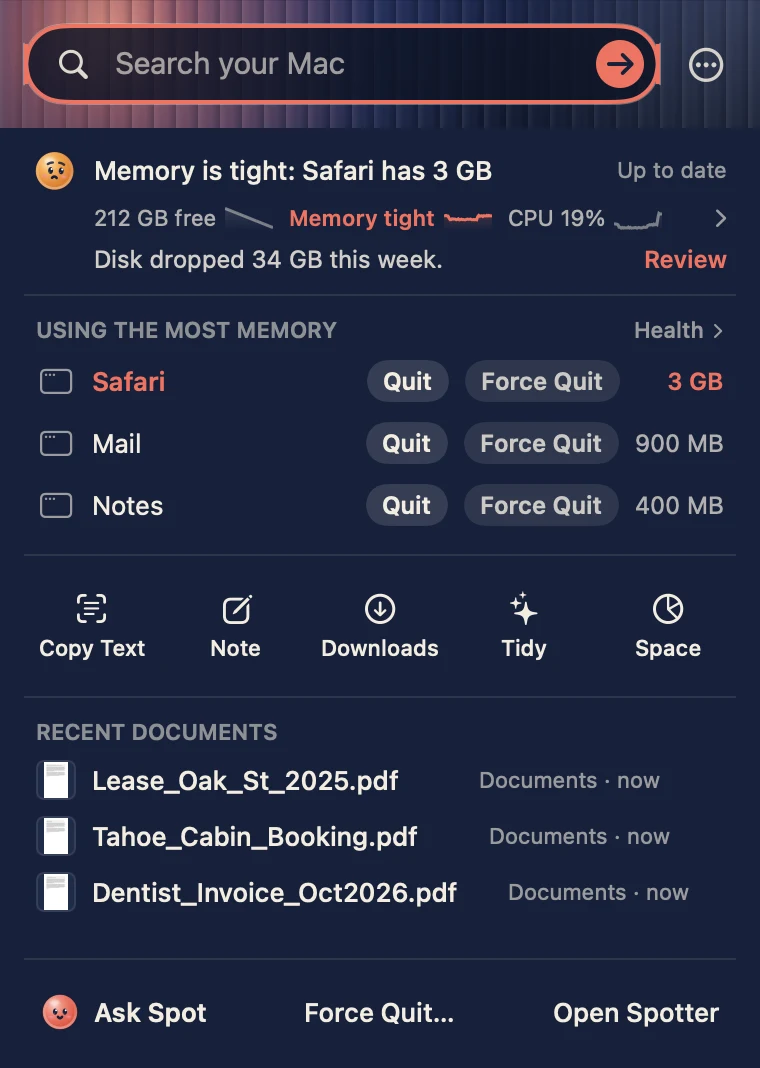 Search your Mac
Memory is tight: Safari has 3 GB Up to date
212 GB free Memory tight CPU 19%
Disk dropped 34 GB this week. Review
USING THE MOST MEMORY Health
Safari Quit Force Quit 3 GB
Mail Quit Force Quit 900 MB
Notes Quit Force Quit 400 MB
Copy Text Note Downloads Tidy Space
RECENT DOCUMENTS
Lease_Oak_St_2025.pdf Documents · now
Tahoe_Cabin_Booking.pdf Documents · now
Dentist_Invoice_Oct2026.pdf Documents · now
Ask Spot Force Quit... Open Spotter